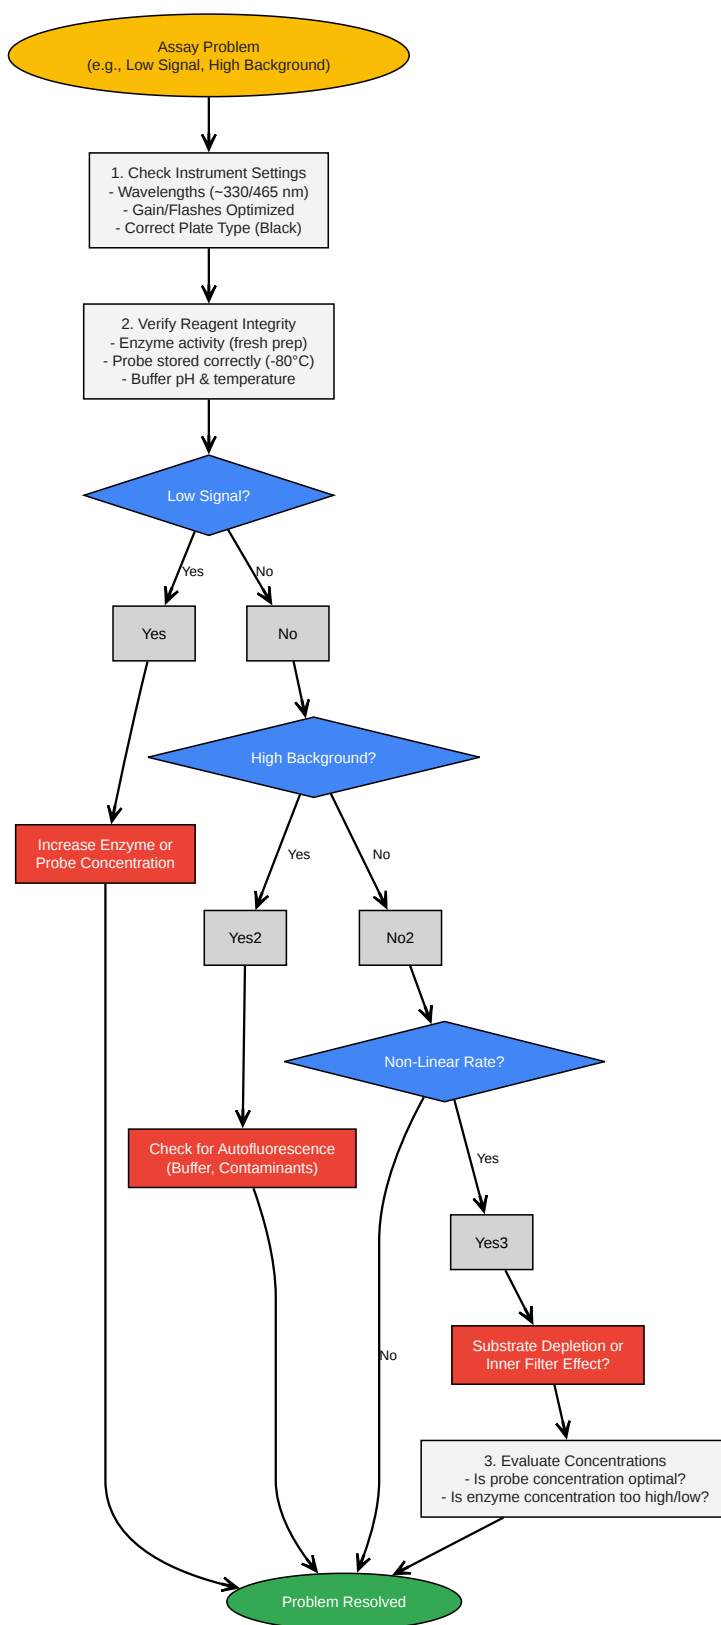 Assay Problem
(e.g., Low Signal, High Background)
1. Check Instrument Settings
- Wavelengths (~330/465 nm)
- Gain/Flashes Optimized
- Correct Plate Type (Black)
2. Verify Reagent Integrity
- Enzyme activity (fresh prep)
- Probe stored correctly (-80°C)
- Buffer pH & temperature
Low Signal?
Yes
No
Yes
No
High Background?
Increase Enzyme or
Probe Concentration
Yes
No
Yes2
No2
Non-Linear Rate?
Check for Autofluorescence
(Buffer, Contaminants)
Yes
Yes3
Substrate Depletion or
Inner Filter Effect?
No
3. Evaluate Concentrations
- Is probe concentration optimal?
- Is enzyme concentration too high/low?
Problem Resolved